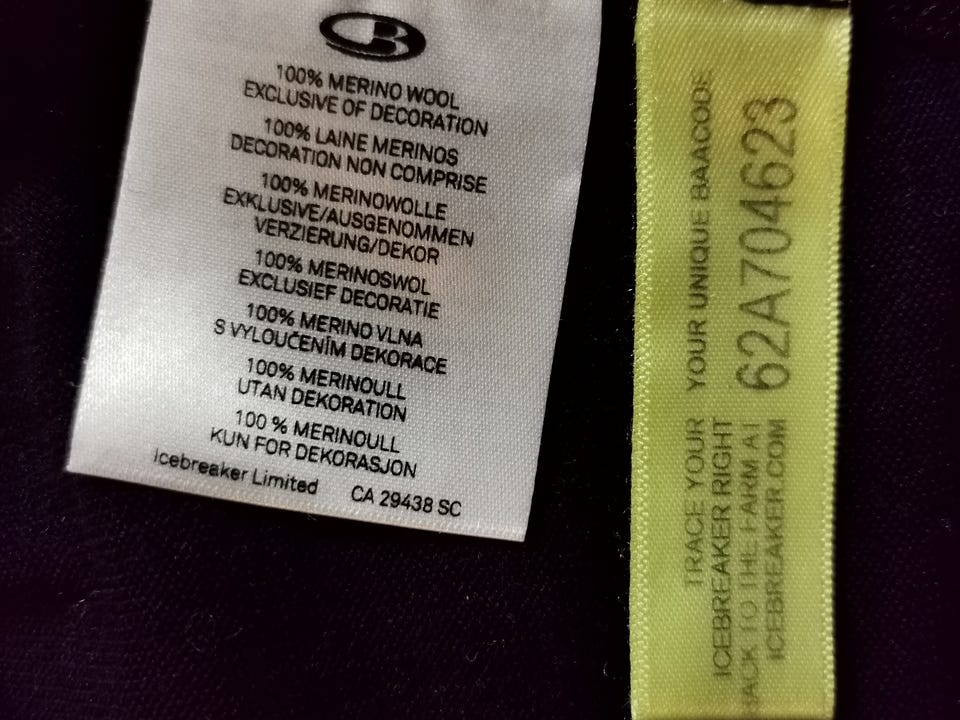 100% MERINO WOOL
EXCLUSIVE OF DECORATION
100% LAINE MERINOS
DECORATION NON COMPRISE
100% MERINOWOLLE
EXKLUSIVE/AUSGENOMMEN
VERZIERUNG/DEKOR
100% MERINOSWOL
EXCLUSIEF DECORATIE
100% MERINO VLNA
S VYLOUČENÍM DEKORACE
100% MERINOULL
UTAN DEKORATION
100 % MERINOULL
KUN FOR DEKORASJON
Icebreaker Limited CA 29438 SC
TRACE YOUR
ICEBREAKER RIGHT
BACK TO THE FARM AT
ICEBREAKER.COM
YOUR UNIQUE BAACODE
62A704623